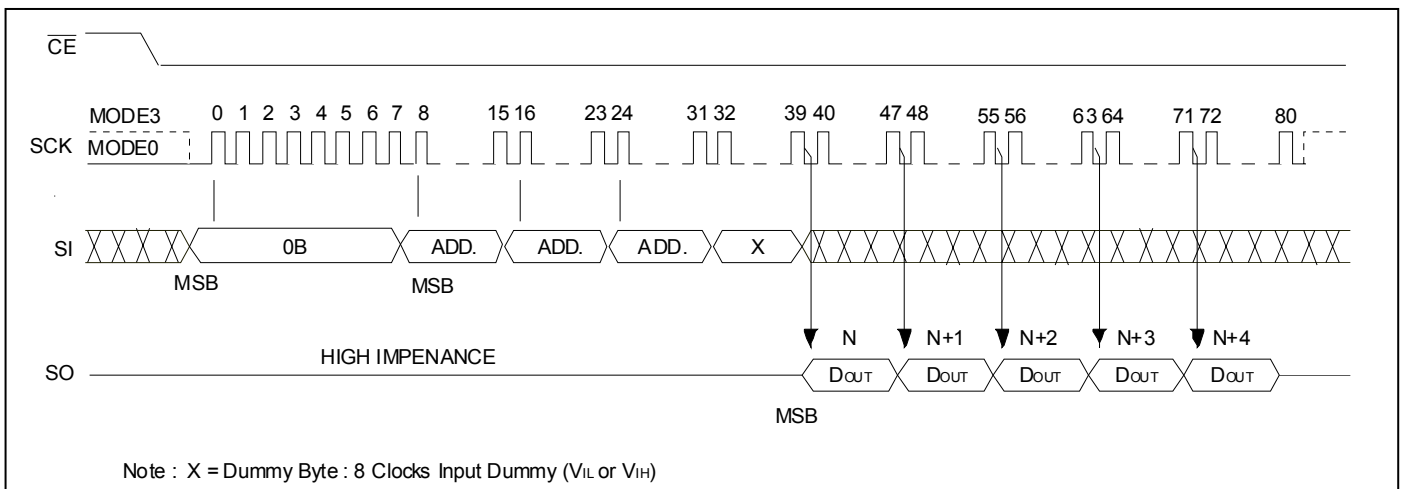 CE
MODE3 0 1 2 3 4 5 6 7 8 15 16 23 24 31 32 39 40 47 48 55 56 63 64 71 72 80
SCK MODE0
SI 0B ADD. ADD. ADD. X
MSB MSB
N N+1 N+2 N+3 N+4
HIGH IMPENANCE
SO DOUT DOUT DOUT DOUT DOUT
MSB
Note : X = Dummy Byte : 8 Clocks Input Dummy (VIL or VIH)